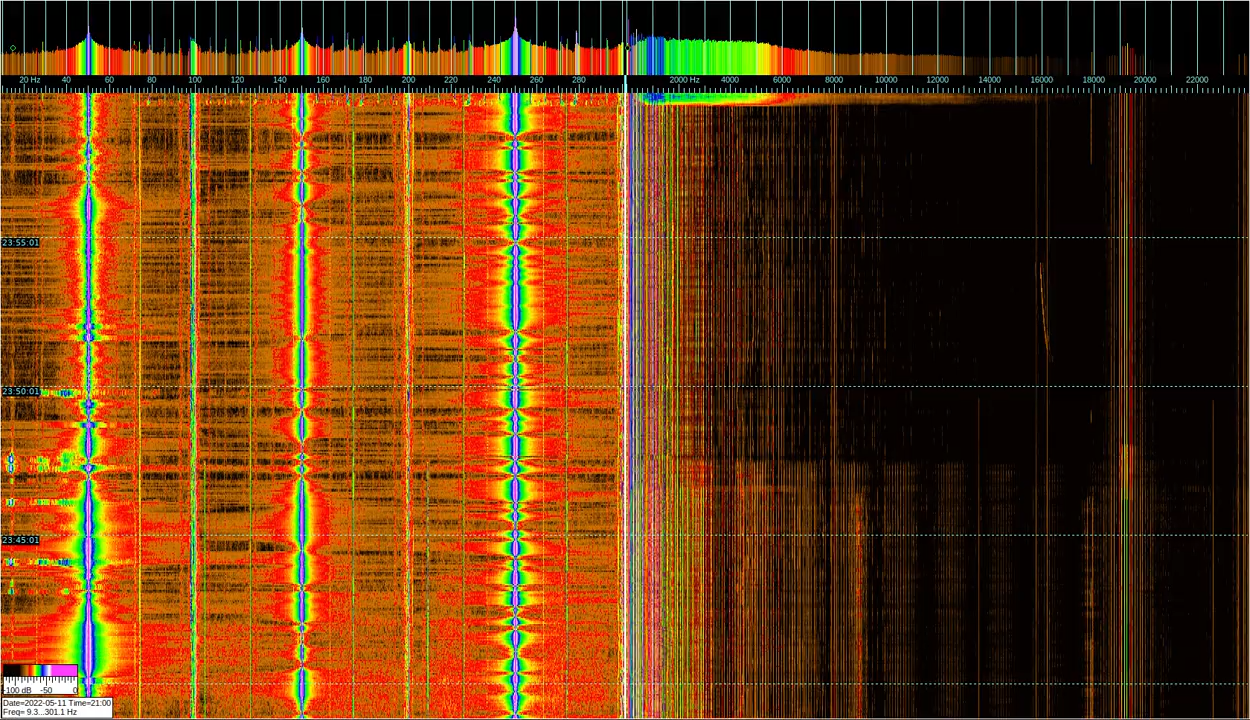 20 Hz 40 60 80 100 120 140 160 180 200 220 240 260 280 2000 Hz 4000 6000 8000 10000 12000 14000 16000 18000 20000 22000
23:55:01
23:50:01
23:45:01
-100 dB -50 0
Date=2022-05-11 Time=21:00
Freq= 9.3...301.1 Hz